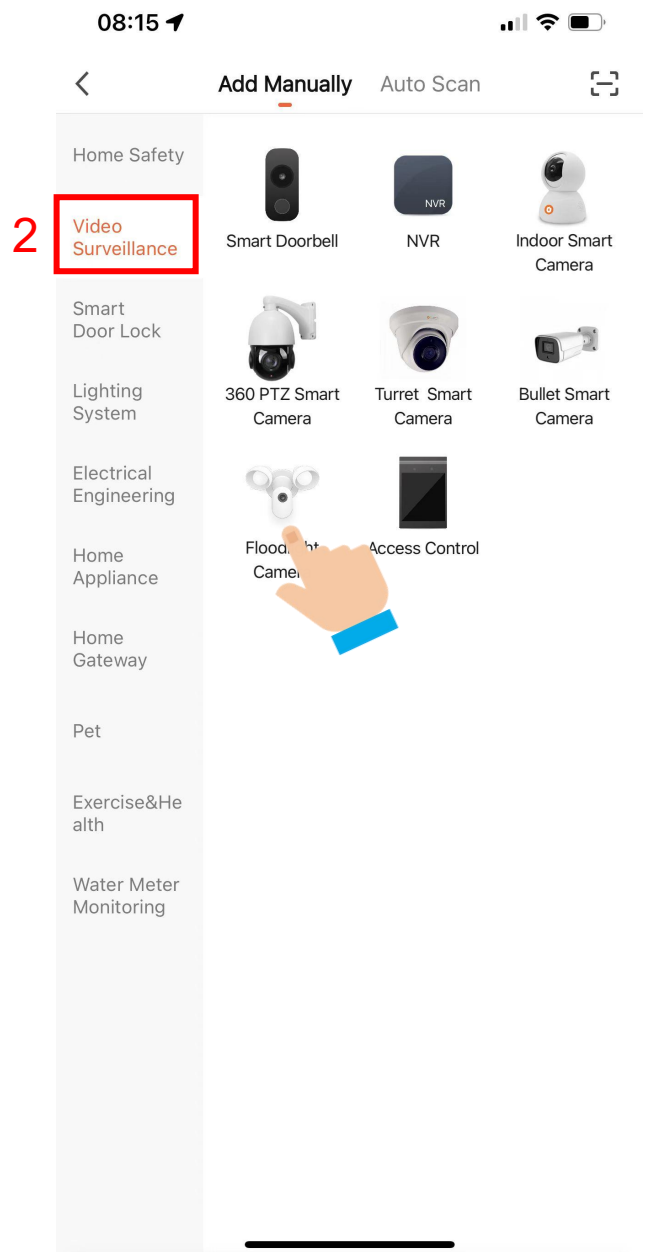 08:15
Add Manually Auto Scan
Home Safety
2
Video
Surveillance
Smart
Door Lock
Lighting
System
Electrical
Engineering
Home
Appliance
Home
Gateway
Pet
Exercise&He
alth
Water Meter
Monitoring
NVR
Smart Doorbell NVR Indoor Smart
Camera
360 PTZ Smart Turret Smart Bullet Smart
Camera Camera Camera
Access Control